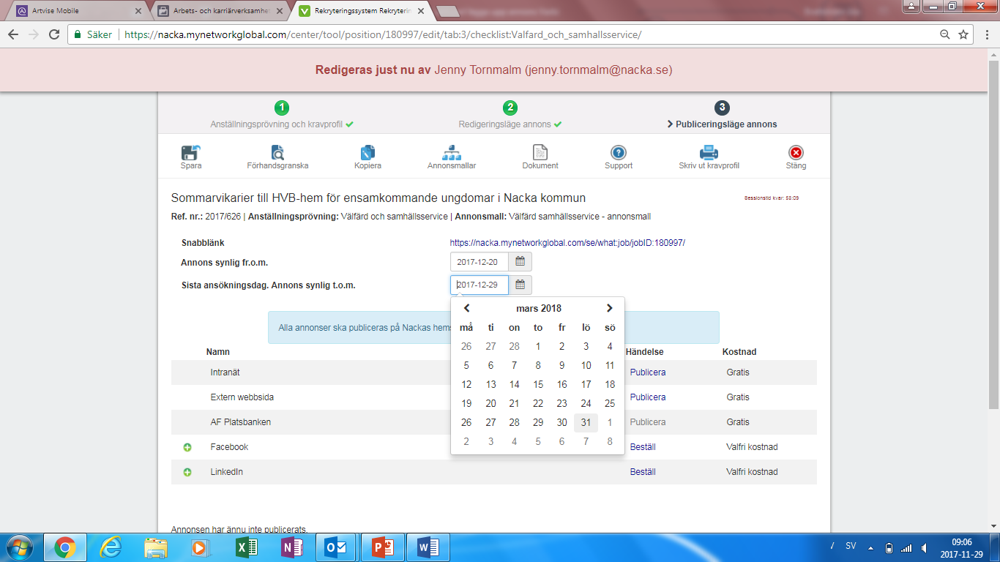 Artvise Mobile
Arbets- och karriärverksamhe
Rekryteringssystem Rekryterin
Säker
https://nacka.mynetworkglobal.com/center/tool/position/180997/edit/tab:3/checklist:Valfard_och_samhallsservice/
Redigeras just nu av Jenny Tornmalm (jenny.tornmalm@nacka.se)
1 2 3
Anställningsprövning och kravprofil Redigeringsläge annons Publiceringsläge annons
Spara Förhandsgranska Kopiera Annonsmallar Dokument Support Skriv ut kravprofil Stäng
Sommarvikarier till HVB-hem för ensamkommande ungdomar i Nacka kommun
Sessionstid kvar: 58:09
Ref. nr.: 2017/626 | Anställningsprövning: Välfärd och samhällsservice | Annonsmall: Välfärd samhällsservice - annonsmall
Snabblänk https://nacka.mynetworkglobal.com/se/what:job/jobID:180997/
Annons synlig fr.o.m. 2017-12-20
Sista ansökningsdag. Annons synlig t.o.m. 2017-12-29
mars 2018
må ti on to fr lö sö
26 27 28 1 2 3 4
5 6 7 8 9 10 11
12 13 14 15 16 17 18
19 20 21 22 23 24 25
26 27 28 29 30 31 1
2 3 4 5 6 7 8
Alla annonser ska publiceras på Nackas hems
Namn Händelse Kostnad
Intranät Publicera Gratis
Extern webbsida Publicera Gratis
AF Platsbanken Publicera Gratis
Facebook Beställ Valfri kostnad
LinkedIn Beställ Valfri kostnad
Annonsen har ännu inte publicerats.
SV
09:06
2017-11-29